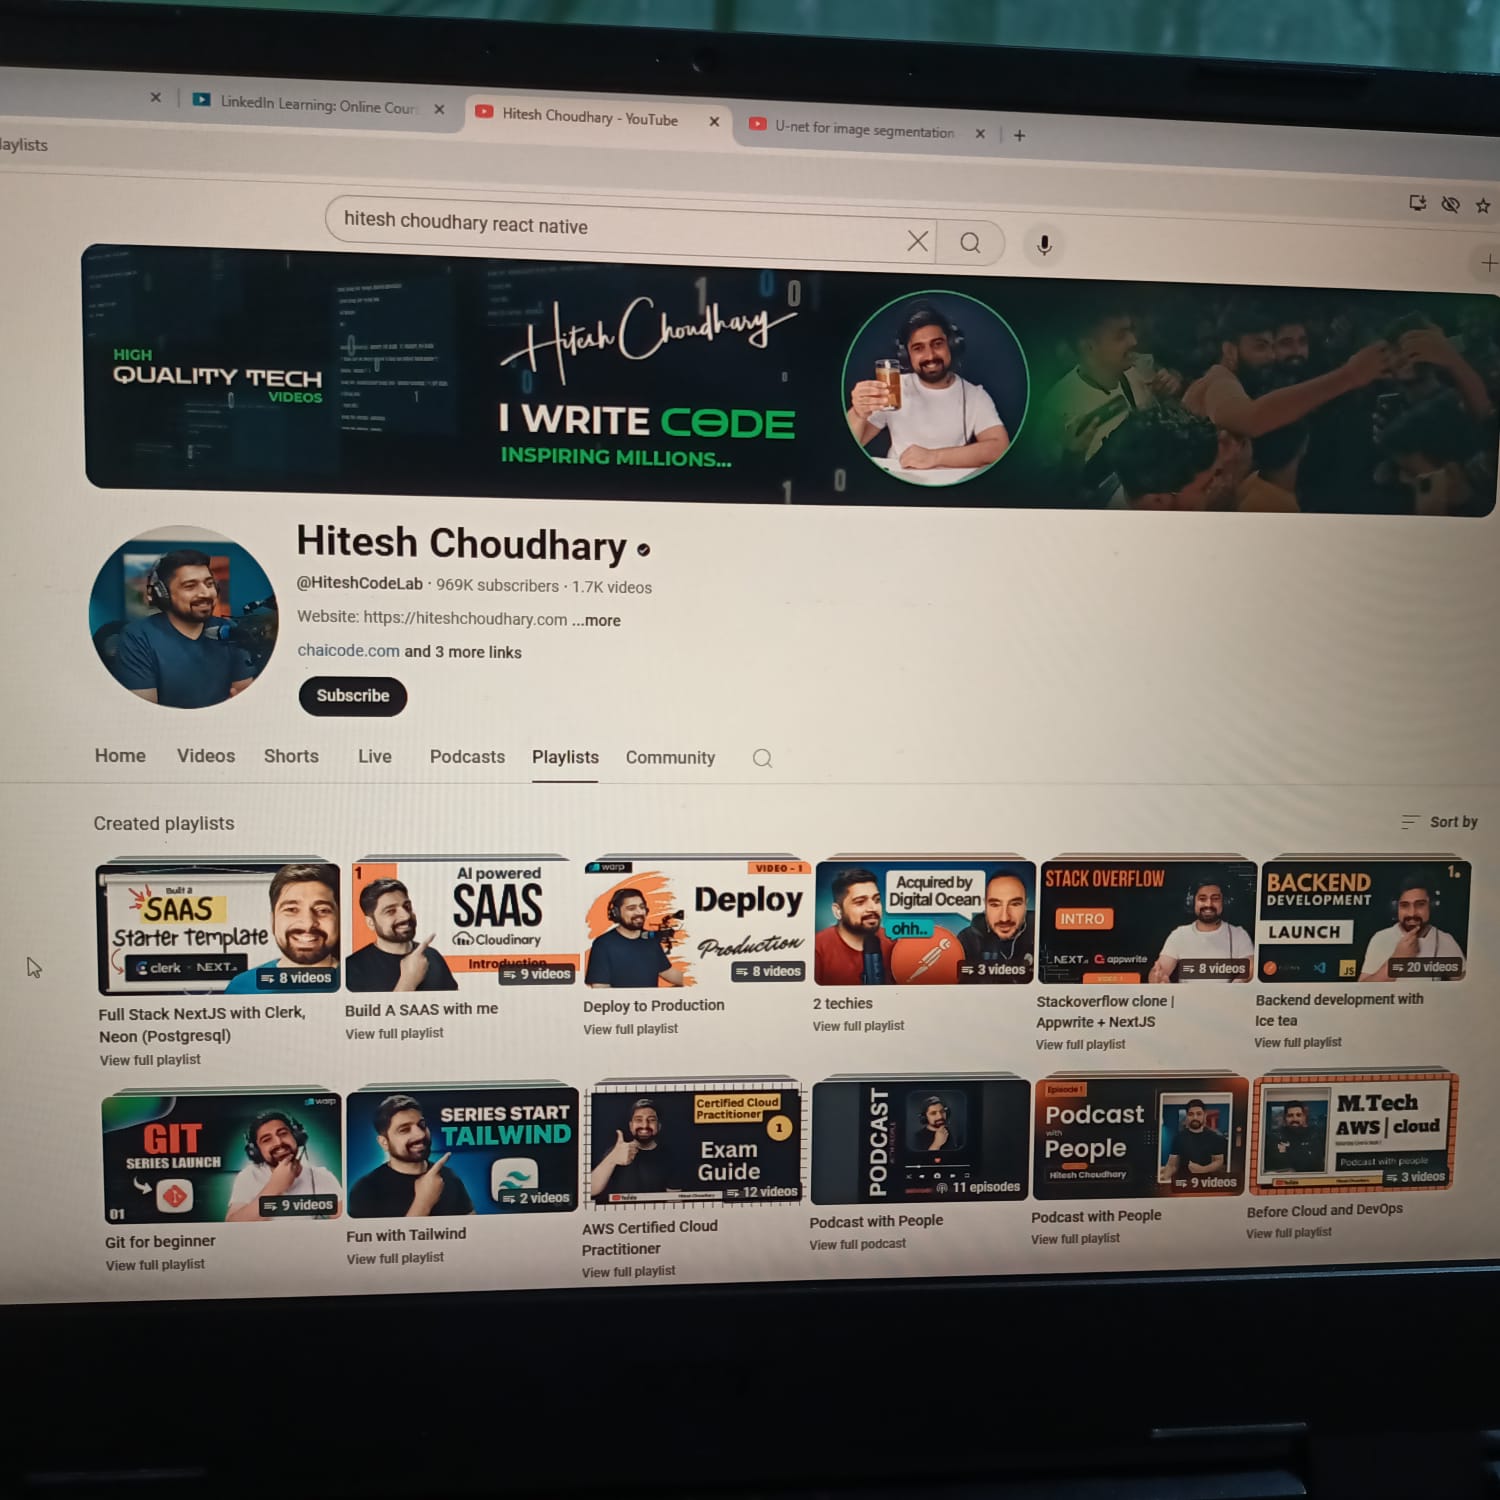 LinkedIn Learning: Online Cour
Hitesh Choudhary - YouTube
U-net for image segmentation
laylists
hitesh choudhary react native
HIGH
QUALITY TECH
VIDEOS
Hitesh Choudhary
I WRITE CODE
INSPIRING MILLIONS...
Hitesh Choudhary
@HiteshCodeLab · 969K subscribers · 1.7K videos
Website: https://hiteshchoudhary.com ...more
chaicode.com and 3 more links
Subscribe
Home Videos Shorts Live Podcasts Playlists Community
Created playlists
Sort by
Built a
SAAS
Starter Template
clerk NEXT
8 videos
Full Stack NextJS with Clerk,
Neon (Postgresql)
View full playlist
1
AI powered
SAAS
Cloudinary
Introduction
9 videos
Build A SAAS with me
View full playlist
warp
VIDEO - 1
Deploy
Production
8 videos
Deploy to Production
View full playlist
Acquired by
Digital Ocean
ohh..
3 videos
2 techies
View full playlist
STACK OVERFLOW
INTRO
NEXT appwrite
8 videos
Stackoverflow clone |
Appwrite + NextJS
View full playlist
1.
BACKEND
DEVELOPMENT
LAUNCH
JS
20 videos
Backend development with
Ice tea
View full playlist
warp
GIT
SERIES LAUNCH
01
9 videos
Git for beginner
View full playlist
SERIES START
TAILWIND
2 videos
Fun with Tailwind
View full playlist
Certified Cloud
Practitioner
1
Exam
Guide
12 videos
AWS Certified Cloud
Practitioner
View full playlist
PODCAST
11 episodes
Podcast with People
View full podcast
Episode 1
Podcast
with
People
Hitesh Choudhary
9 videos
Podcast with People
View full playlist
M.Tech
AWS | cloud
Podcast with people
3 videos
Before Cloud and DevOps
View full playlist